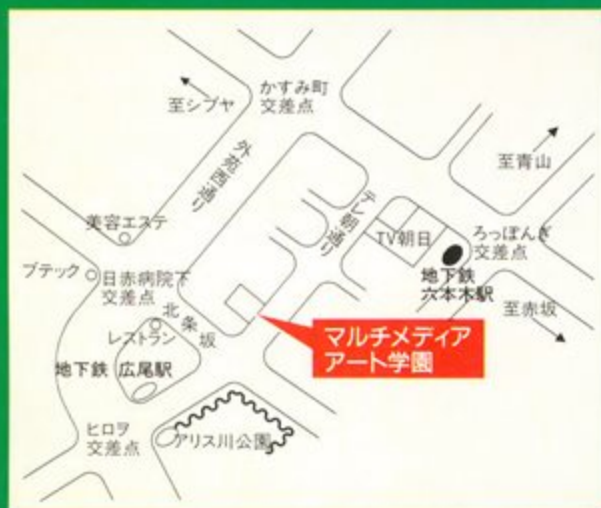 かすみ町
交差点
至シブヤ
外苑西通り
至青山
テレ朝通り
美容エステ
TV朝日
ろっぽんぎ
交差点
ブテック
日赤病院下
交差点
地下鉄
六本木駅
北条坂
至赤坂
レストラン
マルチメディア
アート学園
地下鉄 広尾駅
ヒロヲ
交差点
アリス川公園